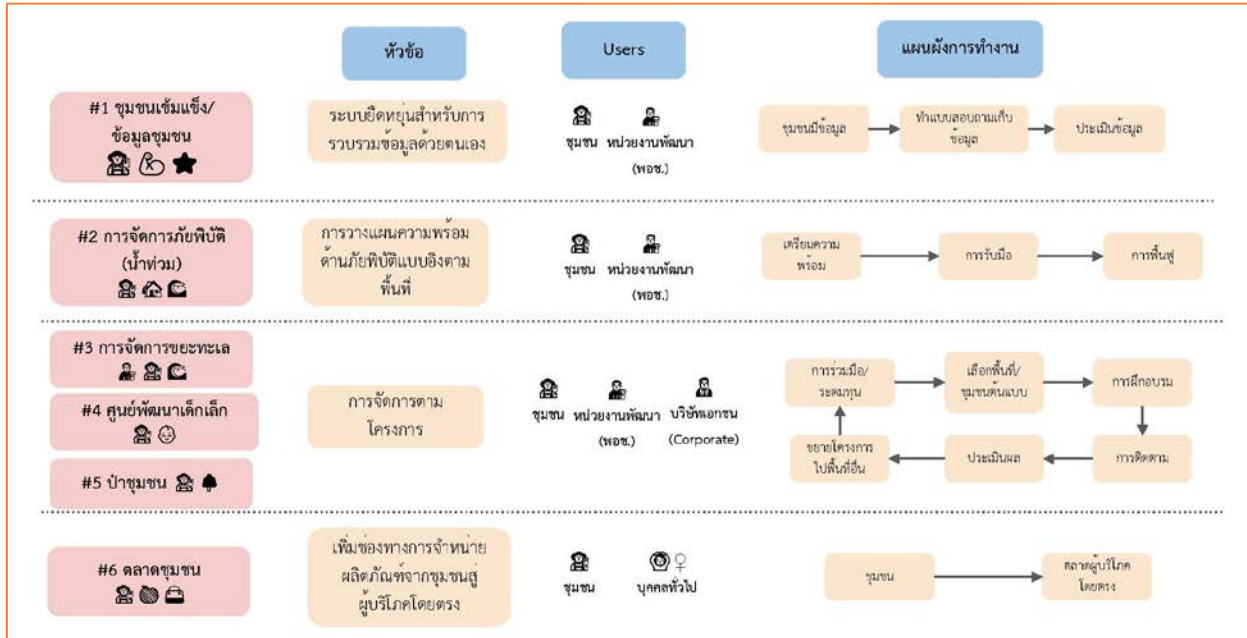 หัวข้อ
Users
แผนผังการทำงาน
#1 ชุมชนเข้มแข็ง/
ข้อมูลชุมชน
ระบบยืดหยุ่นสำหรับการ
รวบรวมข้อมูลด้วยตนเอง
ชุมชน
หน่วยงานพัฒนา
(พอช.)
ชุมชนมีข้อมูล
ทำแบบสอบถามเก็บ
ข้อมูล
ประเมินข้อมูล
#2 การจัดการภัยพิบัติ
(น้ำท่วม)
การวางแผนความพร้อม
ด้านภัยพิบัติแบบอิงตาม
พื้นที่
ชุมชน
หน่วยงานพัฒนา
(พอช.)
เตรียมความ
พร้อม
การรับมือ
การฟื้นฟู
#3 การจัดการขยะทะเล
#4 ศูนย์พัฒนาเด็กเล็ก
#5 ป่าชุมชน
การจัดการตาม
โครงการ
ชุมชน
หน่วยงานพัฒนา
(พอช.)
บริษัทเอกชน
(Corporate)
การร่วมมือ/
ระดมทุน
เลือกพื้นที่/
ชุมชนต้นแบบ
การฝึกอบรม
ขยายโครงการ
ไปพื้นที่อื่น
ประเมินผล
การติดตาม
#6 ตลาดชุมชน
เพิ่มช่องทางการจำหน่าย
ผลิตภัณฑ์จากชุมชนสู่
ผู้บริโภคโดยตรง
ชุมชน
บุคคลทั่วไป
ชุมชน
ตลาดผู้บริโภค
โดยตรง